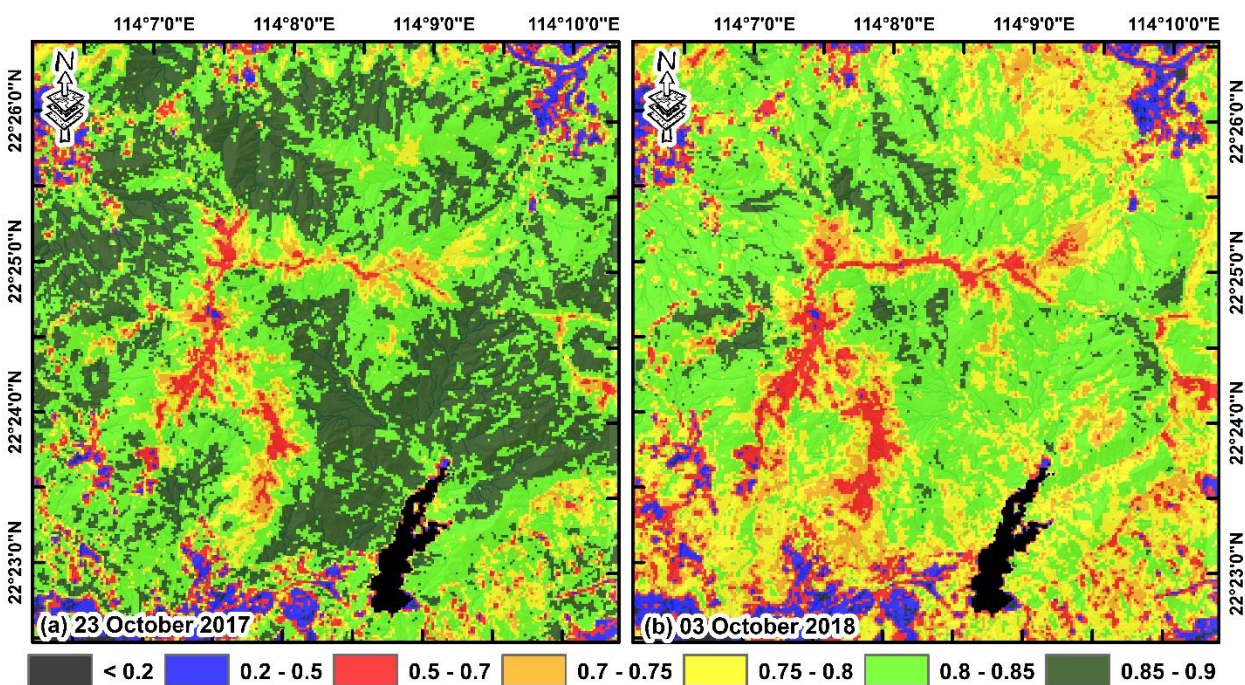 114°7'0"E 114°8'0"E 114°9'0"E 114°10'0"E 114°7'0"E 114°8'0"E 114°9'0"E 114°10'0"E
N N
22°26'0"N 22°26'0"N
22°25'0"N 22°25'0"N
22°24'0"N 22°24'0"N
22°23'0"N 22°23'0"N
(a) 23 October 2017 (b) 03 October 2018
< 0.2 0.2 - 0.5 0.5 - 0.7 0.7 - 0.75 0.75 - 0.8 0.8 - 0.85 0.85 - 0.9